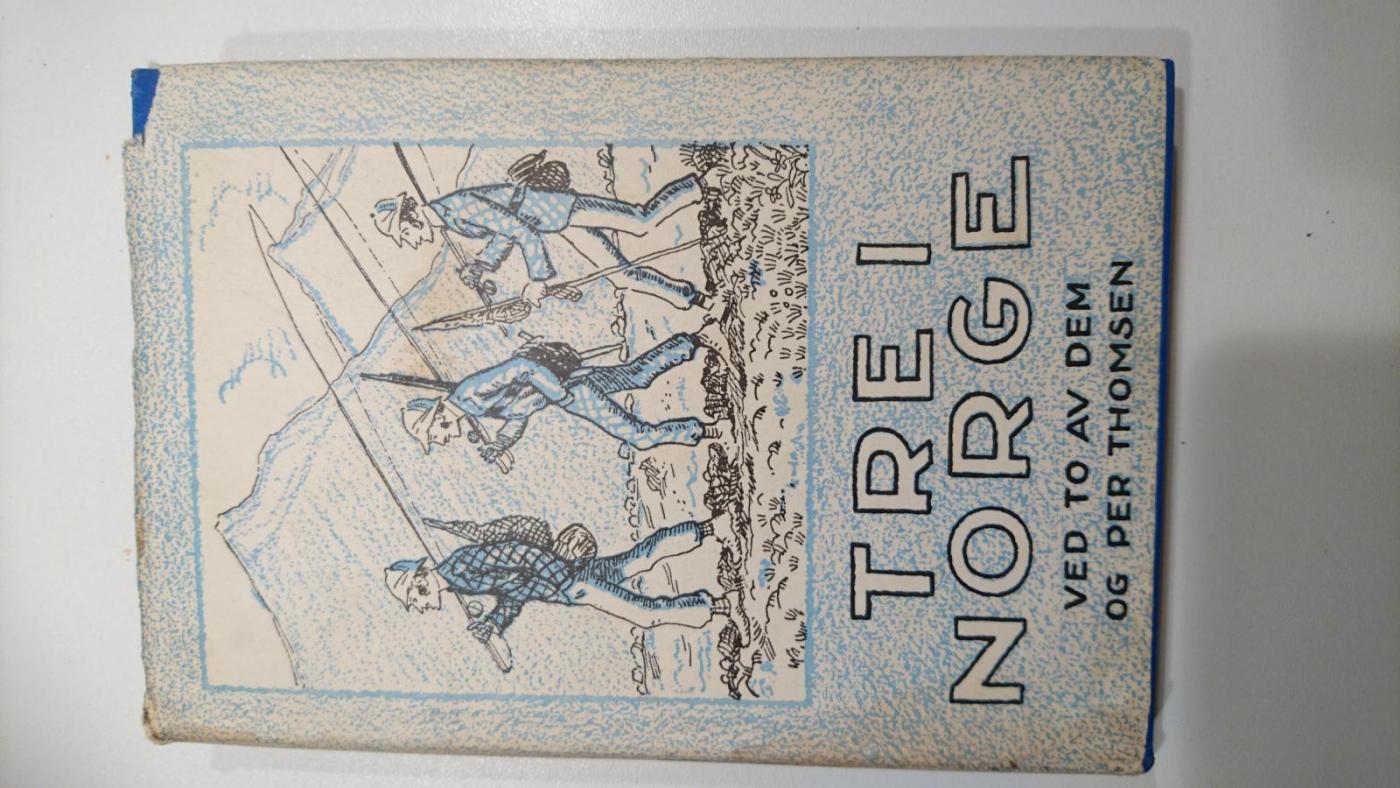 TRE I
NORGE
VED TO AV DEM
OG PER THOMSEN